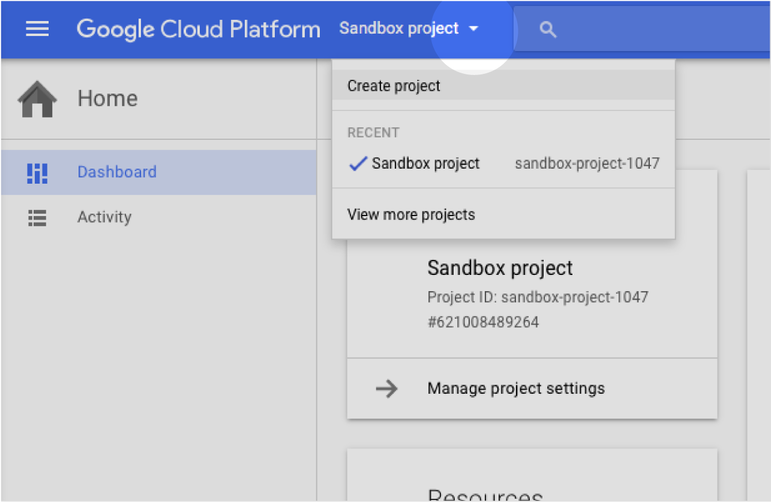 Google Cloud Platform Sandbox project
Home
Create project
RECENT
Dashboard
Sandbox project sandbox-project-1047
Activity
View more projects
Sandbox project
Project ID: sandbox-project-1047
#621008489264
Manage project settings
Resources